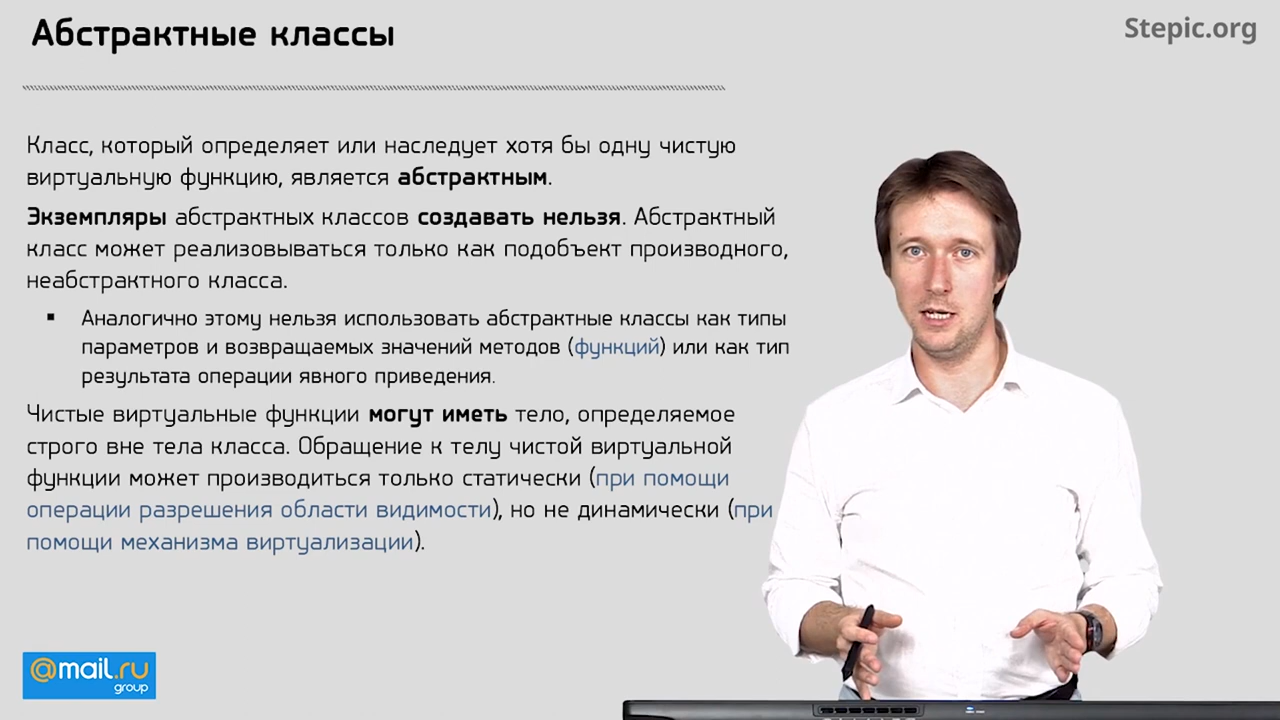 Абстрактные классы
Stepic.org
Класс, который определяет или наследует хотя бы одну чистую
виртуальную функцию, является абстрактным.
Экземпляры абстрактных классов создавать нельзя. Абстрактный
класс может реализовываться только как подобъект производного,
неабстрактного класса.
▪ Аналогично этому нельзя использовать абстрактные классы как типы
параметров и возвращаемых значений методов (функций) или как тип
результата операции явного приведения.
Чистые виртуальные функции могут иметь тело, определяемое
строго вне тела класса. Обращение к телу чистой виртуальной
функции может производиться только статически (при помощи
операции разрешения области видимости), но не динамически (при
помощи механизма виртуализации).
@mail.ru
group